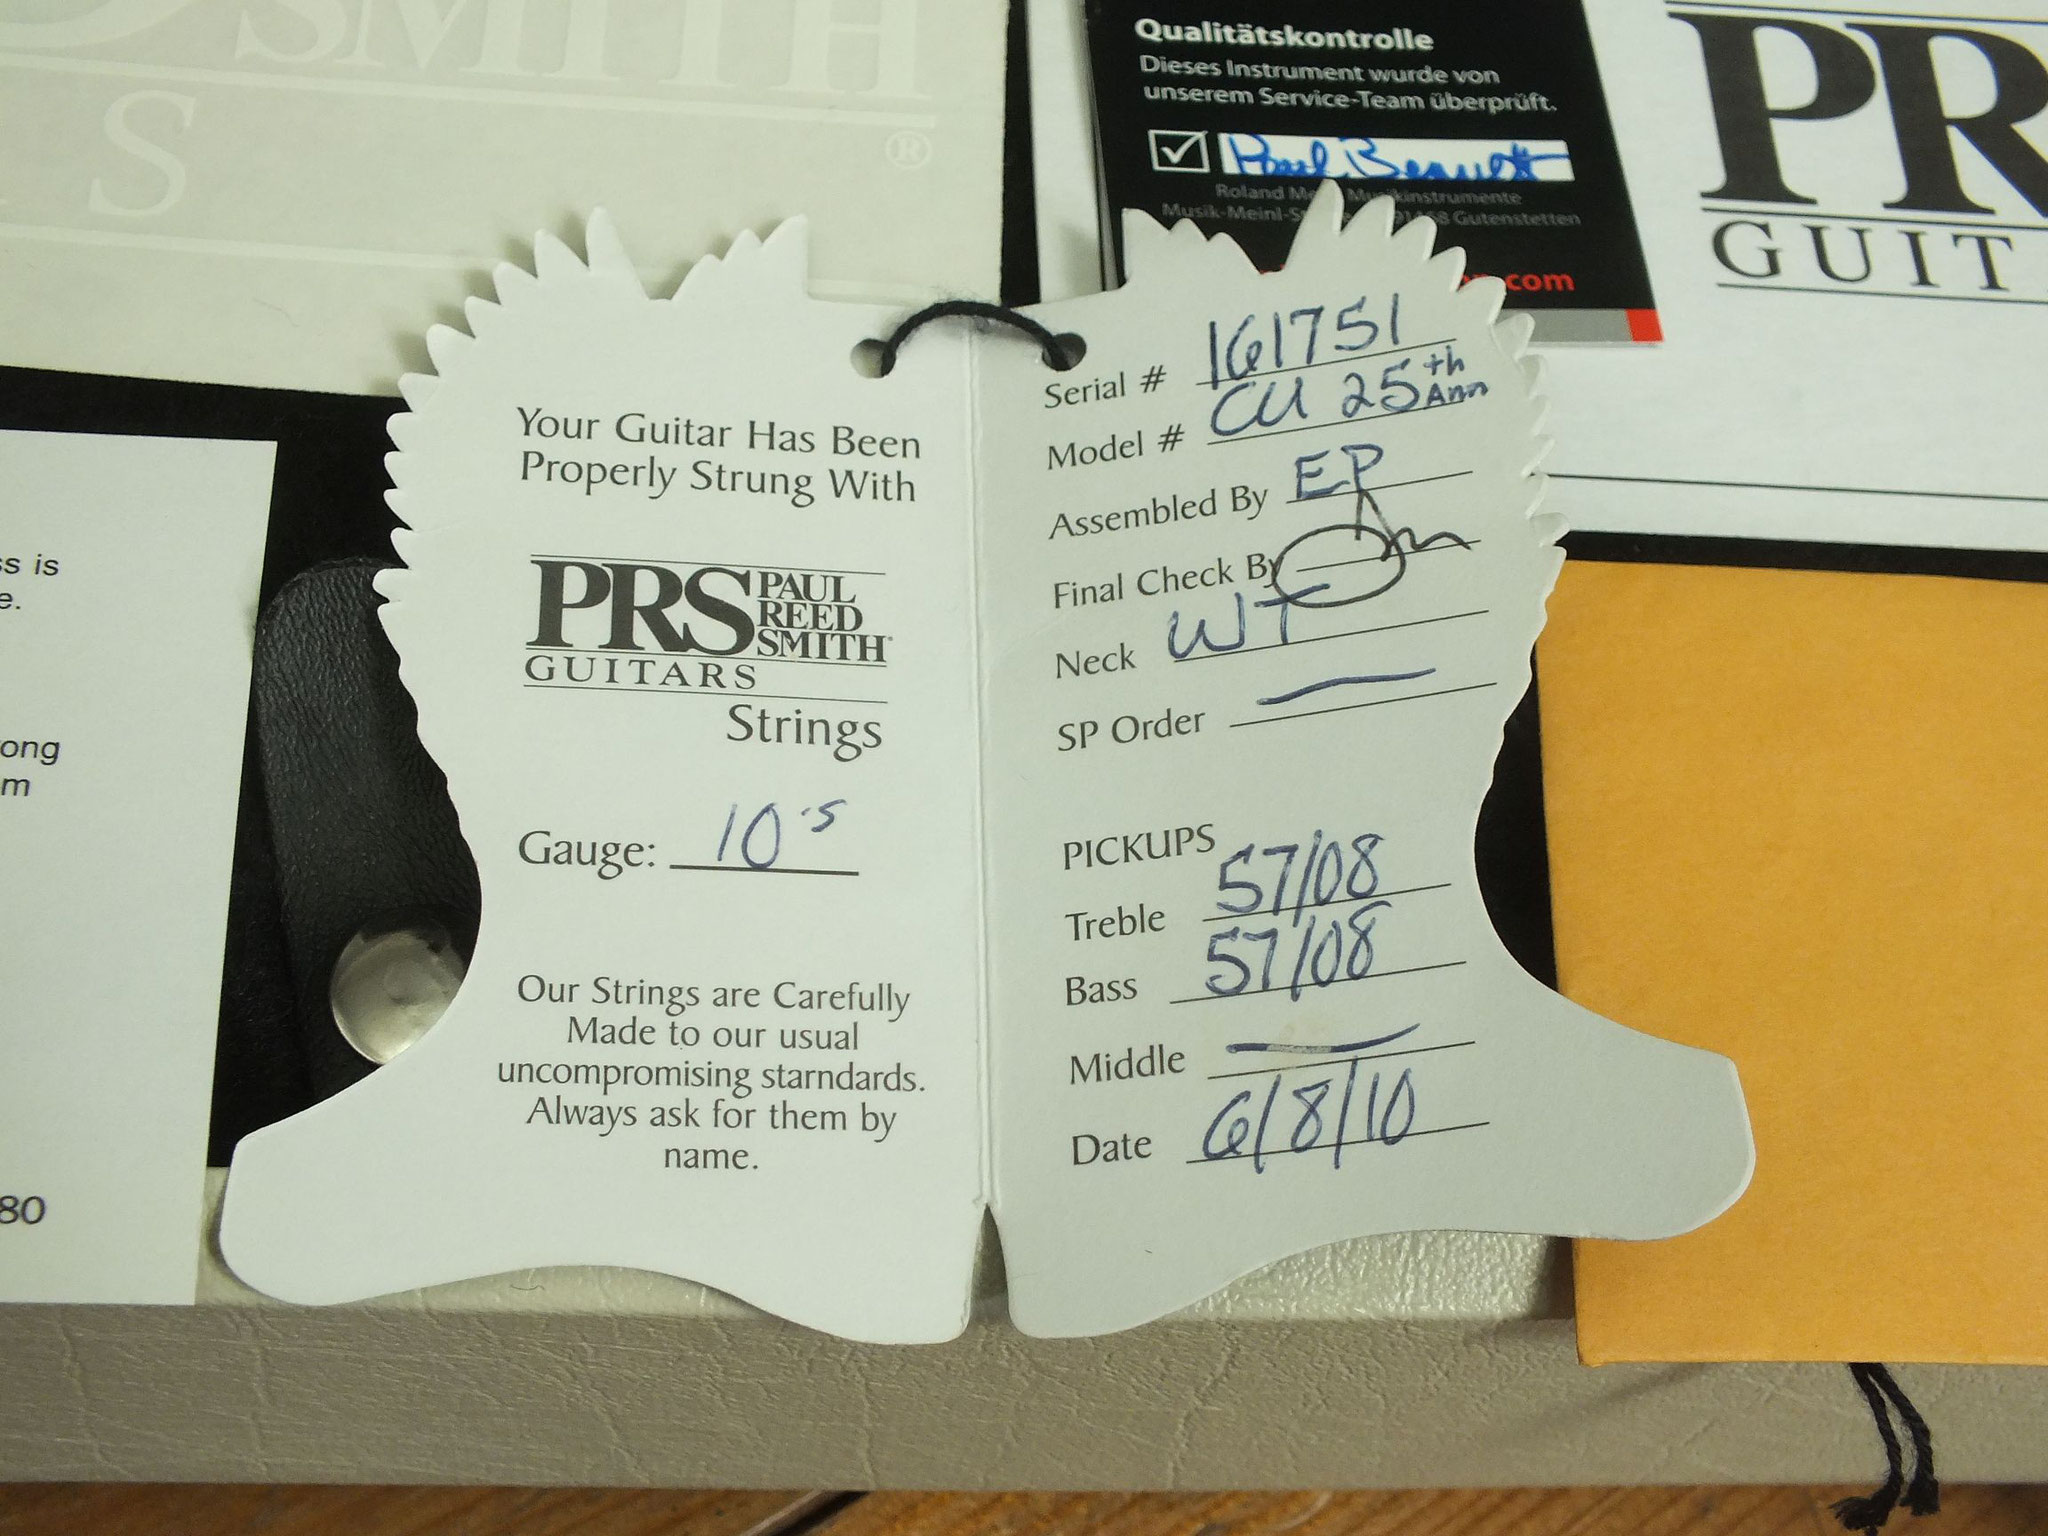 SMITH
S ®
Qualitätskontrolle
Dieses Instrument wurde von
unserem Service-Team überprüft.
Roland Musikinstrumente
Gutenstetten
.com
PR
GUIT
ss is
e.
ong
m
80
Your Guitar Has Been
Properly Strung With
PRS PAUL
REED
SMITH
GUITARS
Strings
Gauge: 10's
Our Strings are Carefully
Made to our usual
uncompromising starndards.
Always ask for them by
name.
Serial # 161751
Model # CU 25th Ann
Assembled By EP
Final Check By
Neck WT
SP Order —
PICKUPS
Treble 57/08
Bass 57/08
Middle —
Date 6/8/10